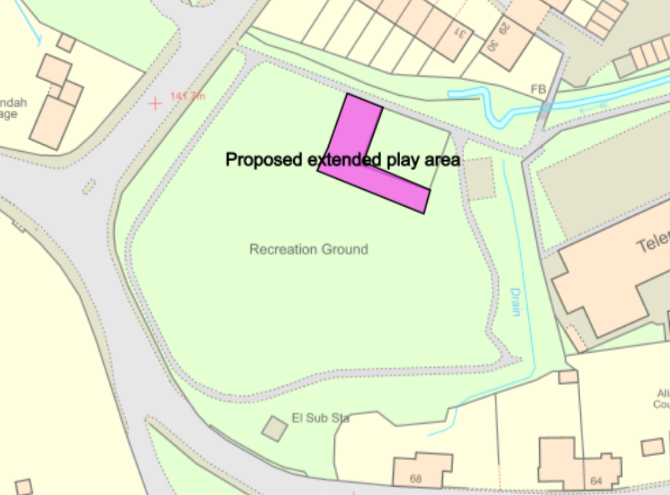 31
29
30
FB
ndah
age
141.7m
Proposed extended play area
Recreation Ground
Teler
Drain
El Sub Sta
68
64
All
Cou